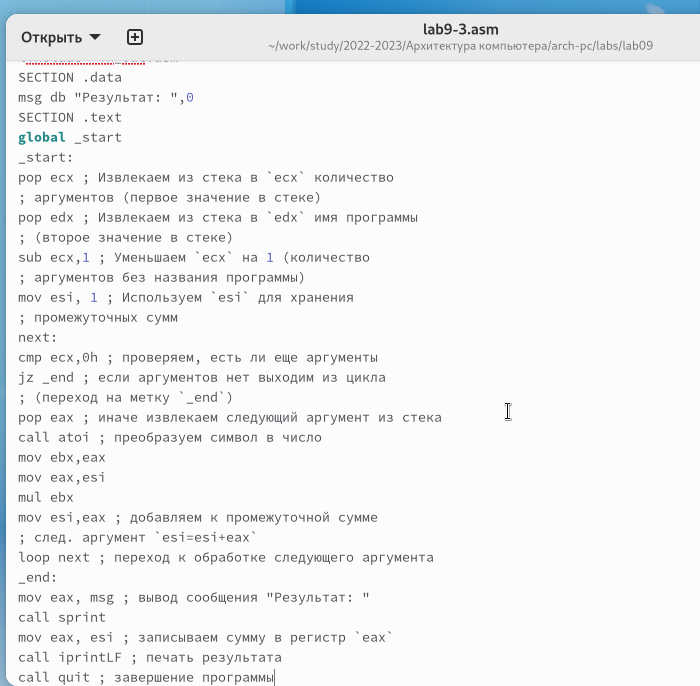 Открыть
lab9-3.asm
~/work/study/2022-2023/Архитектура компьютера/arch-pc/labs/lab09
SECTION .data
msg db "Результат: ",0
SECTION .text
global _start
_start:
pop ecx ; Извлекаем из стека в `ecx` количество
; аргументов (первое значение в стеке)
pop edx ; Извлекаем из стека в `edx` имя программы
; (второе значение в стеке)
sub ecx,1 ; Уменьшаем `ecx` на 1 (количество
; аргументов без названия программы)
mov esi, 1 ; Используем `esi` для хранения
; промежуточных сумм
next:
cmp ecx,0h ; проверяем, есть ли еще аргументы
jz _end ; если аргументов нет выходим из цикла
; (переход на метку `_end`)
pop eax ; иначе извлекаем следующий аргумент из стека
call atoi ; преобразуем символ в число
mov ebx,eax
mov eax,esi
mul ebx
mov esi,eax ; добавляем к промежуточной сумме
; след. аргумент `esi=esi+eax`
loop next ; переход к обработке следующего аргумента
_end:
mov eax, msg ; вывод сообщения "Результат: "
call sprint
mov eax, esi ; записываем сумму в регистр `eax`
call iprintLF ; печать результата
call quit ; завершение программы